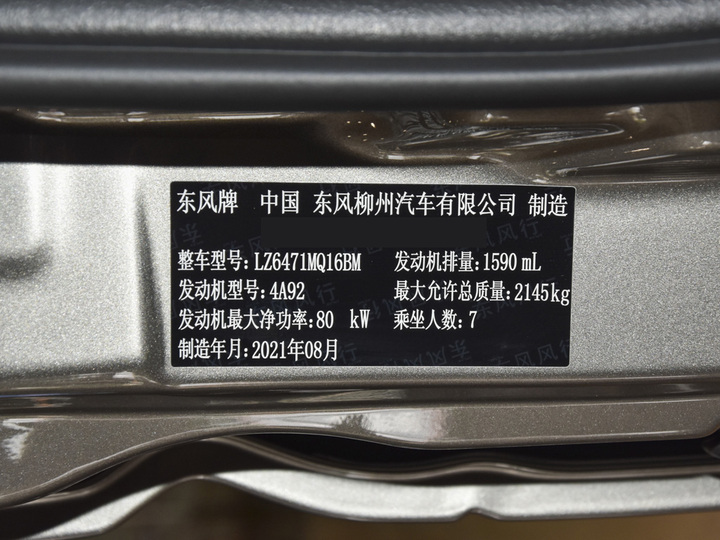 东风牌 中国 东风柳州汽车有限公司 制造
整车型号:LZ6471MQ16BM 发动机排量:1590 mL
发动机型号:4A92 最大允许总质量:2145kg
发动机最大净功率:80 kW 乘坐人数:7
制造年月:2021年08月